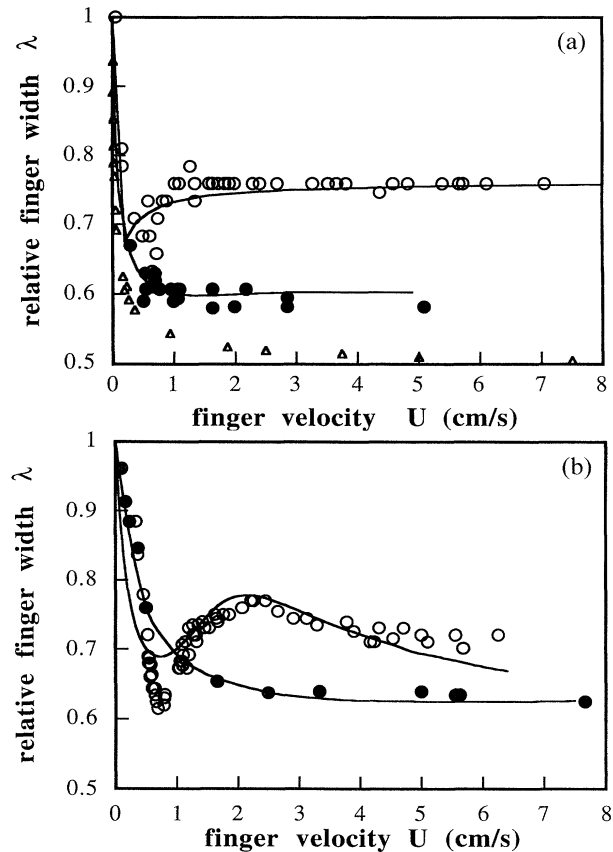 (a)
relative finger width λ
1
0.9
0.8
0.7
0.6
0.5
0 1 2 3 4 5 6 7 8
finger velocity U (cm/s)
(b)
relative finger width λ
1
0.9
0.8
0.7
0.6
0.5
0 1 2 3 4 5 6 7 8
finger velocity U (cm/s)